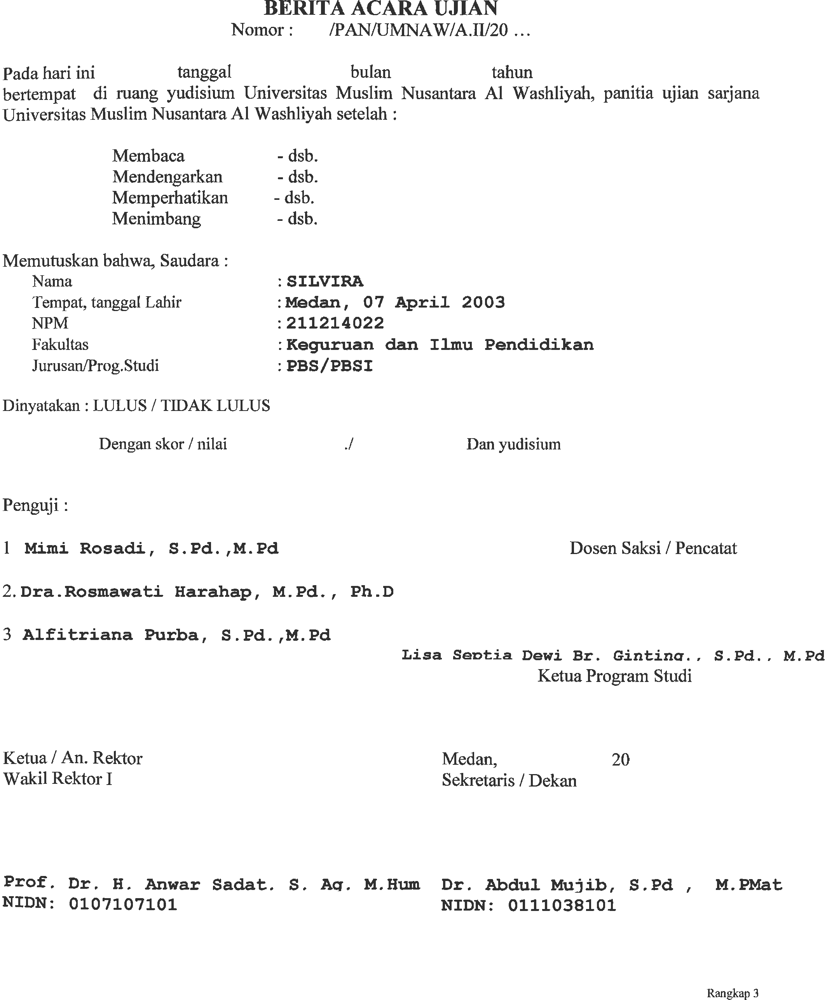 BERITA ACARA UJIAN
Nomor : /PAN/UMNAW/A.II/20 ...
Pada hari ini tanggal bulan tahun
bertempat di ruang yudisium Universitas Muslim Nusantara Al Washliyah, panitia ujian sarjana
Universitas Muslim Nusantara Al Washliyah setelah :
Membaca - dsb.
Mendengarkan - dsb.
Memperhatikan - dsb.
Menimbang - dsb.
Memutuskan bahwa, Saudara :
Nama : SILVIRA
Tempat, tanggal Lahir : Medan, 07 April 2003
NPM : 211214022
Fakultas : Keguruan dan Ilmu Pendidikan
Jurusan/Prog.Studi : PBS/PBSI
Dinyatakan : LULUS / TIDAK LULUS
Dengan skor / nilai ./ Dan yudisium
Penguji :
1 Mimi Rosadi, S.Pd.,M.Pd Dosen Saksi / Pencatat
2. Dra.Rosmawati Harahap, M.Pd., Ph.D
3 Alfitriana Purba, S.Pd.,M.Pd
Lisa Septia Dewi Br. Ginting., S.Pd., M.Pd
Ketua Program Studi
Ketua / An. Rektor Medan, 20
Wakil Rektor I Sekretaris / Dekan
Prof. Dr. H. Anwar Sadat. S. Ag. M.Hum Dr. Abdul Mujib, S.Pd , M.PMat
NIDN: 0107107101 NIDN: 0111038101
Rangkap 3